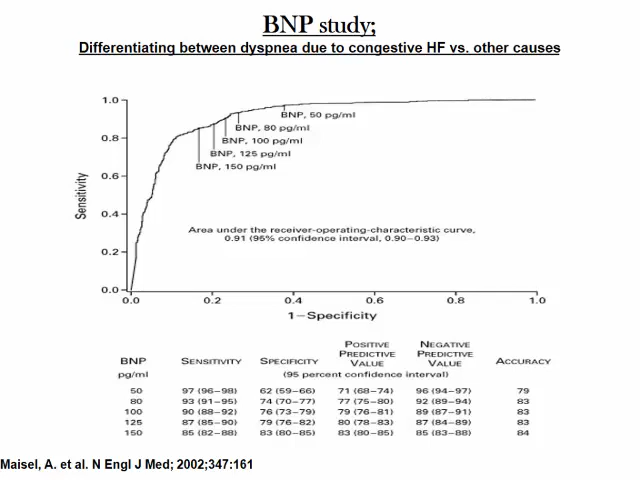 BNP study;
Differentiating between dyspnea due to congestive HF vs. other causes
1.0
BNP, 50 pg/ml
BNP, 80 pg/ml
0.8
BNP, 100 pg/ml
BNP, 125 pg/ml
BNP, 150 pg/ml
0.6
Sensitivity
0.4
Area under the receiver-operating-characteristic curve,
0.91 (95% confidence interval, 0.90–0.93)
0.2
0.0
0.0 0.2 0.4 0.6 0.8 1.0
1–Specificity
BNP SENSITIVITY SPECIFICITY POSITIVE PREDICTIVE VALUE NEGATIVE PREDICTIVE VALUE ACCURACY
pg/ml (95 percent confidence interval)
50 97 (96–98) 62 (59–66) 71 (68–74) 96 (94–97) 79
80 93 (91–95) 74 (70–77) 77 (75–80) 92 (89–94) 83
100 90 (88–92) 76 (73–79) 79 (76–81) 89 (87–91) 83
125 87 (85–90) 79 (76–82) 80 (78–83) 87 (84–89) 83
150 85 (82–88) 83 (80–85) 83 (80–85) 85 (83–88) 84
Maisel, A. et al. N Engl J Med; 2002;347:161